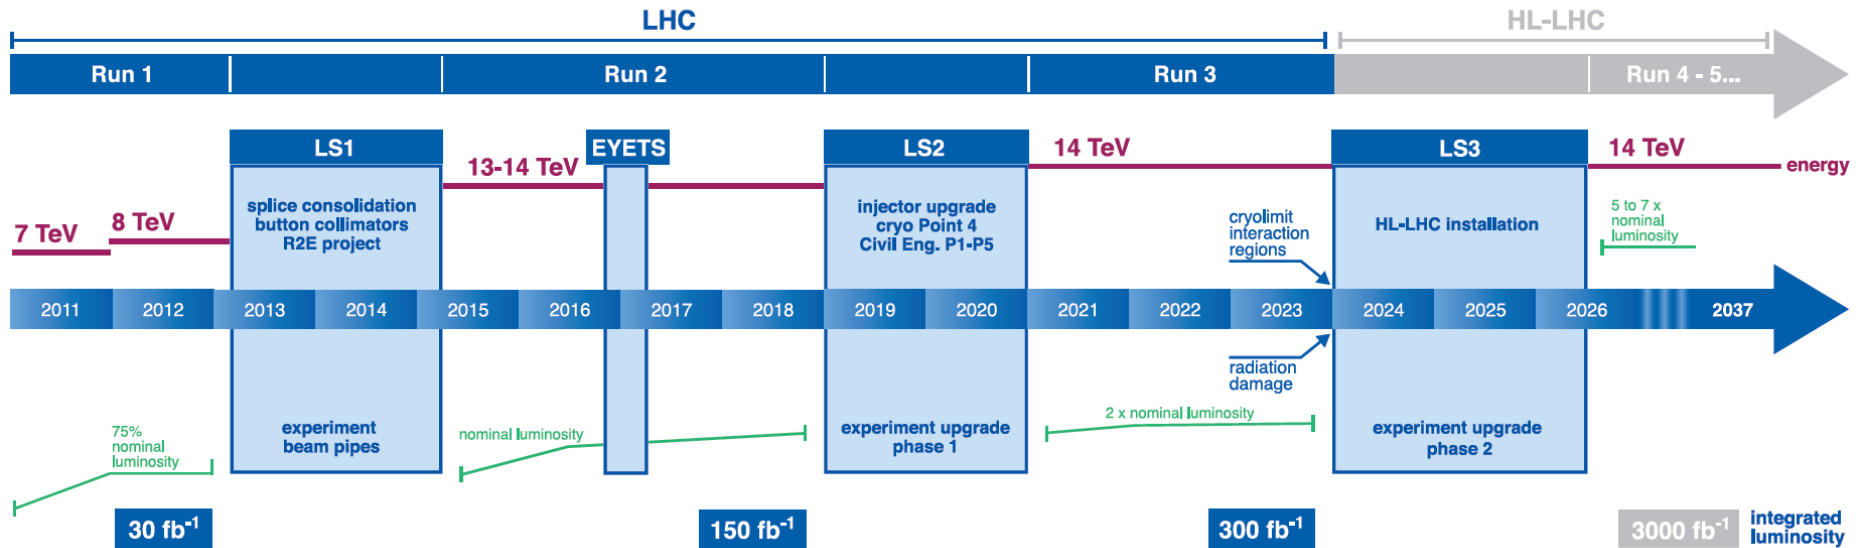 LHC
HL-LHC
Run 1
Run 2
Run 3
Run 4 - 5...
LS1
EYETS
LS2
LS3
13-14 TeV
14 TeV
14 TeV
energy
7 TeV
8 TeV
splice consolidation
button collimators
R2E project
injector upgrade
cryo Point 4
Civil Eng. P1-P5
cryolimit
interaction
regions
HL-LHC installation
5 to 7 x
nominal
luminosity
2011
2012
2013
2014
2015
2016
2017
2018
2019
2020
2021
2022
2023
2024
2025
2026
2037
radiation
damage
75%
nominal
luminosity
experiment
beam pipes
nominal luminosity
experiment upgrade
phase 1
2 x nominal luminosity
experiment upgrade
phase 2
30 fb⁻¹
150 fb⁻¹
300 fb⁻¹
3000 fb⁻¹
integrated
luminosity